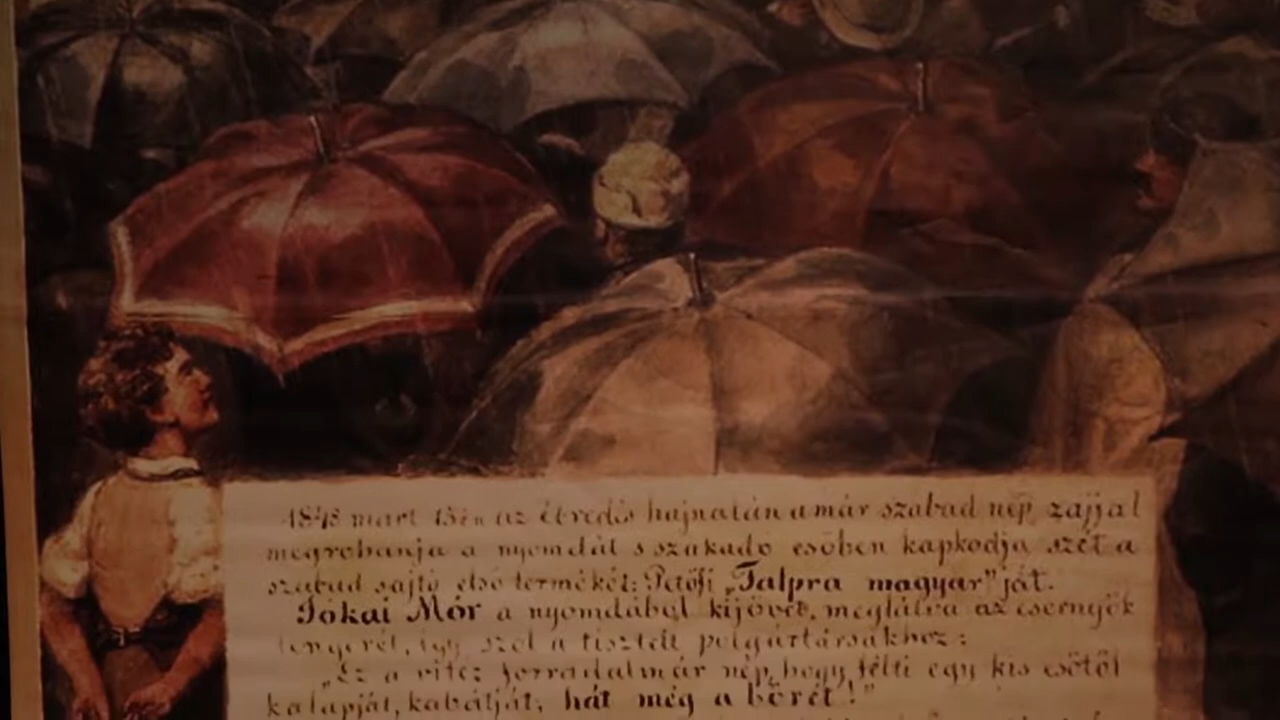 1848 mart 15én az ébredés hajnalán a már szabad nép zajjal
megrohanja a nyomdát s szakadó esőben kapkodja szét a
szabad sajtó első termékét: Petőfi „Talpra magyar”ját.
Jókai Mór a nyomdából kijövet, meglátva az esernyők
tengerét, így szól a tisztelt polgártársakhoz:
„Ez a vitéz forradalmár nép, hogy félti egy kis esőtől
kalapját, kabátját, hát még a bőrét!”